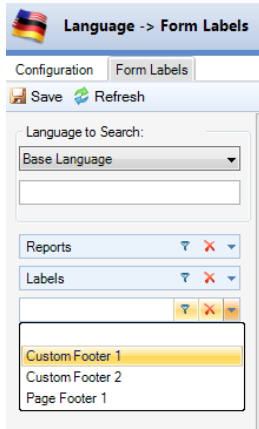 Language -> Form Labels
Configuration Form Labels
Save Refresh
Language to Search:
Base Language
Reports
Labels
Custom Footer 1
Custom Footer 2
Page Footer 1